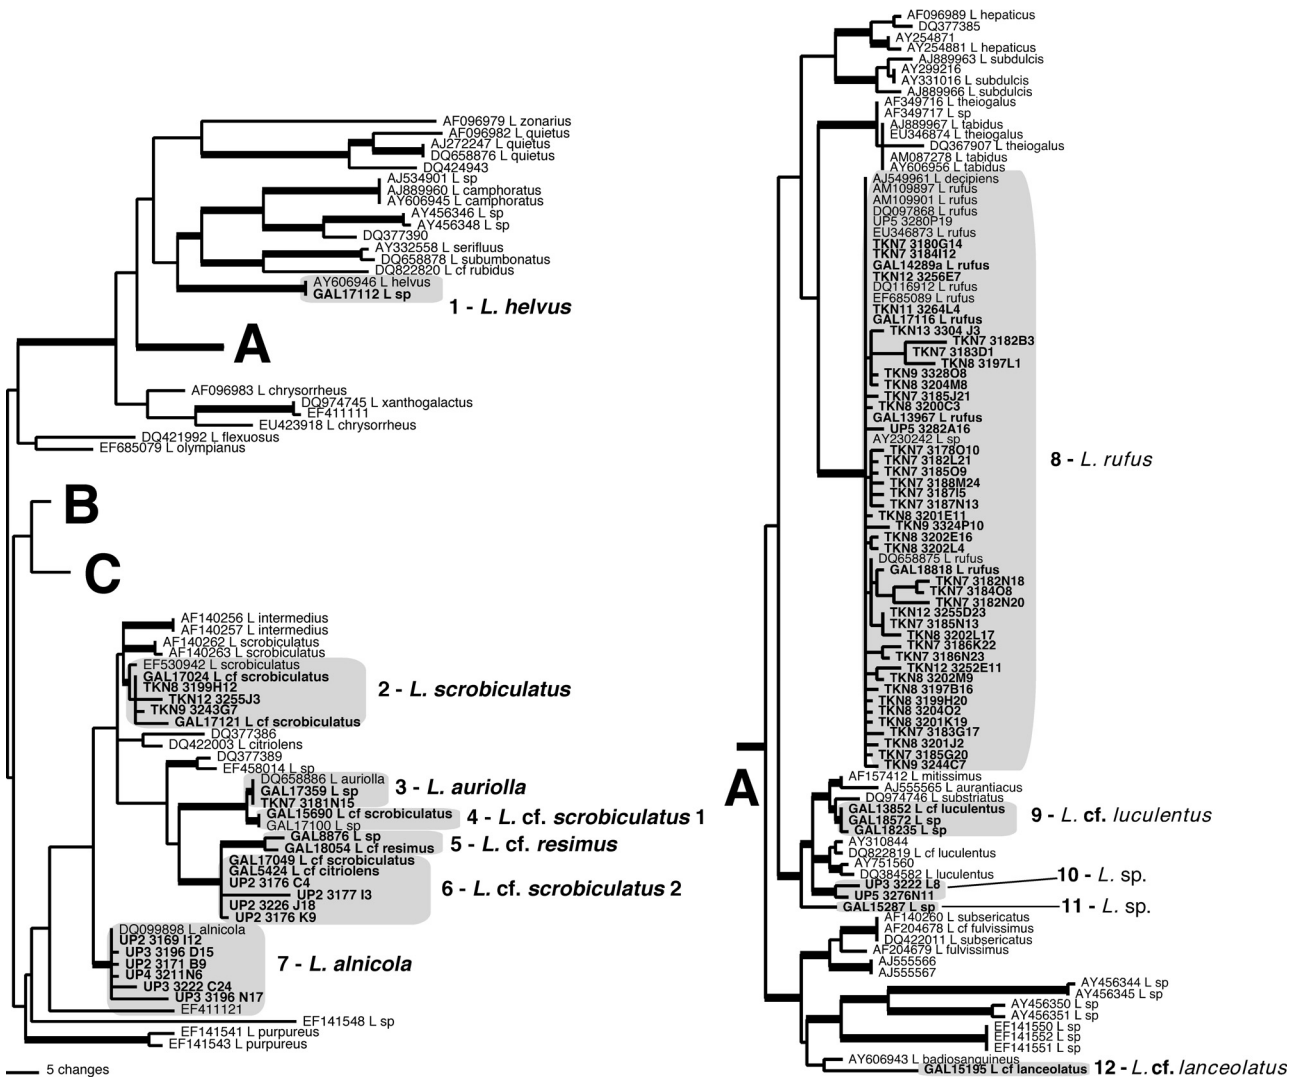 AF096979 L zonarius
AF096982 L quietus
AJ272247 L quietus
DQ658876 L quietus
DQ424943
AJ534901 L sp
AJ889960 L camphoratus
AY606945 L camphoratus
AY456346 L sp
AY456348 L sp
DQ377390
AY332558 L serifluus
DQ658878 L subumbonatus
DQ822820 L cf rubidus
AY606946 L helvus
GAL17112 L sp
1 - L. helvus
A
AF096983 L chrysorrheus
DQ974745 L xanthogalactus
EF411111
EU423918 L chrysorrheus
DQ421992 L flexuosus
EF685079 L olympianus
B
C
AF140256 L intermedius
AF140257 L intermedius
AF140262 L scrobiculatus
AF140263 L scrobiculatus
EF530942 L scrobiculatus
GAL17024 L cf scrobiculatus
TKN8 3199H12
TKN12 3255J3
TKN9 3243G7
GAL17121 L cf scrobiculatus
2 - L. scrobiculatus
DQ377386
DQ422003 L citriolens
DQ377389
EF458014 L sp
DQ658886 L auriolla
GAL17359 L sp
TKN7 3181N15
3 - L. auriolla
GAL15690 L cf scrobiculatus
GAL17100 L sp
4 - L. cf. scrobiculatus 1
GAL8876 L sp
GAL18054 L cf resimus
5 - L. cf. resimus
GAL17049 L cf scrobiculatus
GAL5424 L cf citriolens
UP2 3176 C4
UP2 3177 I3
UP2 3226 J18
UP2 3176 K9
6 - L. cf. scrobiculatus 2
DQ099898 L alnicola
UP2 3169 I12
UP3 3196 D15
UP2 3171 B9
UP4 3211N6
UP3 3222 C24
UP3 3196 N17
7 - L. alnicola
EF411121
EF141548 L sp
EF141541 L purpureus
EF141543 L purpureus
5 changes
AF096989 L hepaticus
DQ377385
AY254871
AY254881 L hepaticus
AJ889963 L subdulcis
AY299216
AY331016 L subdulcis
AJ889966 L subdulcis
AF349716 L theiogalus
AF349717 L sp
AJ889967 L tabidus
EU346874 L theiogalus
DQ367907 L theiogalus
AM087278 L tabidus
AY606956 L tabidus
AJ549961 L decipiens
AM109897 L rufus
AM109901 L rufus
DQ097868 L rufus
UP5 3280P19
EU346873 L rufus
TKN7 3180G14
TKN7 3184I12
GAL14289a L rufus
TKN12 3256E7
DQ116912 L rufus
EF685089 L rufus
TKN11 3264L4
GAL17116 L rufus
TKN13 3304 J3
TKN7 3182B3
TKN7 3183D1
TKN8 3197L1
TKN9 3328O8
TKN8 3204M8
TKN7 3185J21
TKN8 3200C3
GAL13967 L rufus
UP5 3282A16
AY230242 L sp
TKN7 3178O10
TKN7 3182L21
TKN7 3185O9
TKN7 3188M24
TKN7 3187I5
TKN7 3187N13
TKN8 3201E11
TKN9 3324P10
TKN8 3202E16
TKN8 3202L4
DQ658875 L rufus
GAL18818 L rufus
TKN7 3182N18
TKN7 3184O8
TKN7 3182N20
TKN12 3255D23
TKN7 3185N13
TKN8 3202L17
TKN7 3186K22
TKN7 3186N23
TKN12 3252E11
TKN8 3202M9
TKN8 3197B16
TKN8 3199H20
TKN8 3204O2
TKN8 3201K19
TKN7 3183G17
TKN8 3201J2
TKN7 3185G20
TKN9 3244C7
8 - L. rufus
A
AF157412 L mitissimus
AJ555565 L aurantiacus
DQ974746 L substriatus
GAL13852 L cf luculentus
GAL18572 L sp
GAL18235 L sp
9 - L. cf. luculentus
AY310844
DQ822819 L cf luculentus
AY751560
DQ384582 L luculentus
UP3 3222 L8
UP5 3276N11
10 - L. sp.
GAL15287 L sp
11 - L. sp.
AF140260 L subsericatus
AF204678 L cf fulvissimus
DQ422011 L subsericatus
AF204679 L fulvissimus
AJ555566
AJ555567
AY456344 L sp
AY456345 L sp
AY456350 L sp
AY456351 L sp
EF141550 L sp
EF141552 L sp
EF141551 L sp
AY606943 L badiosanguineus
GAL15195 L cf lanceolatus
12 - L. cf. lanceolatus